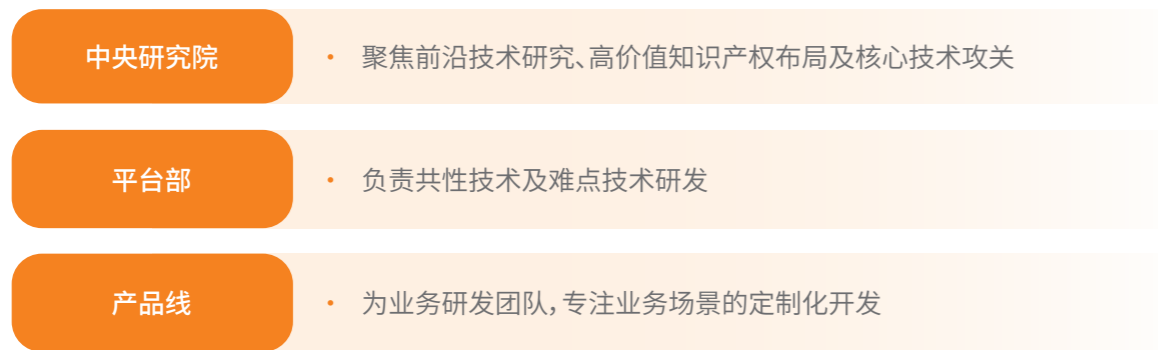 中央研究院
· 聚焦前沿技术研究、高价值知识产权布局及核心技术攻关
平台部
· 负责共性技术及难点技术研发
产品线
· 为业务研发团队，专注业务场景的定制化开发